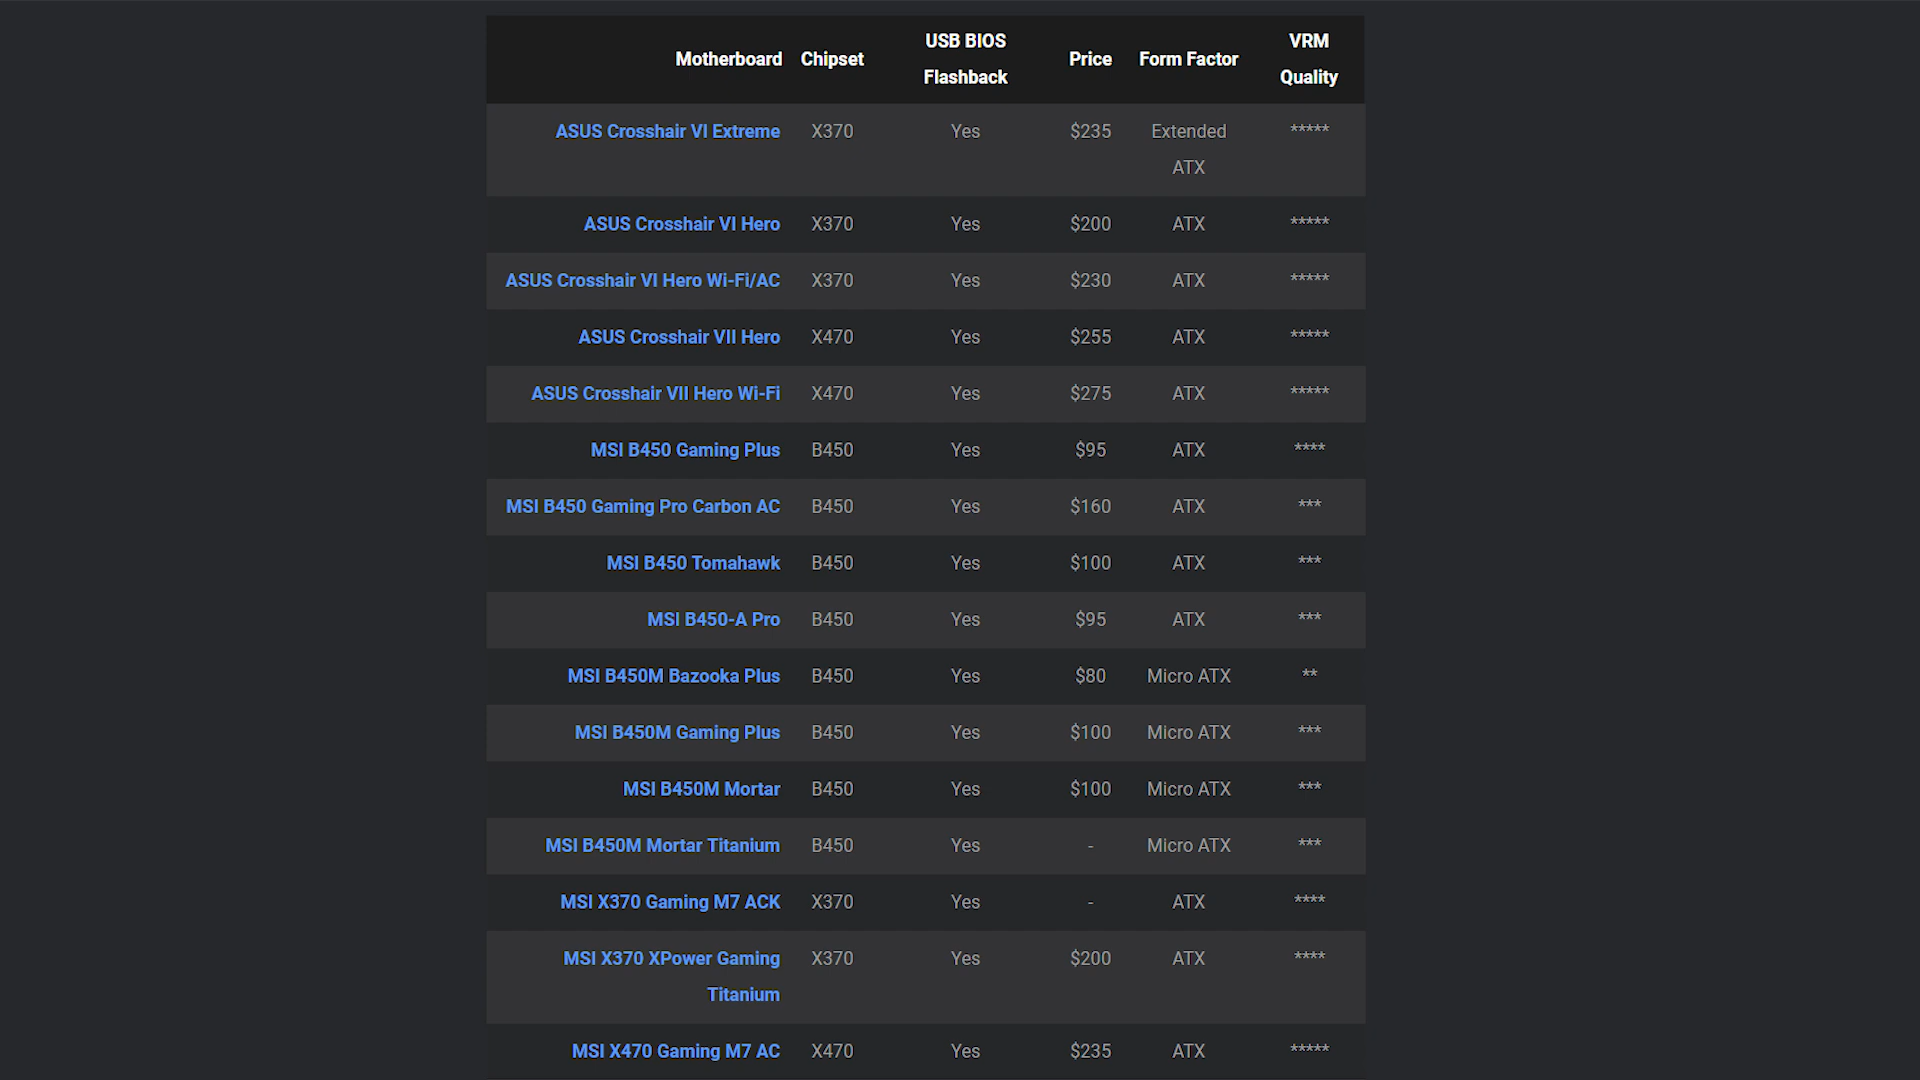 Motherboard Chipset USB BIOS Flashback Price Form Factor VRM Quality
ASUS Crosshair VI Extreme X370 Yes $235 Extended ATX *****
ASUS Crosshair VI Hero X370 Yes $200 ATX *****
ASUS Crosshair VI Hero Wi-Fi/AC X370 Yes $230 ATX *****
ASUS Crosshair VII Hero X470 Yes $255 ATX *****
ASUS Crosshair VII Hero Wi-Fi X470 Yes $275 ATX *****
MSI B450 Gaming Plus B450 Yes $95 ATX ****
MSI B450 Gaming Pro Carbon AC B450 Yes $160 ATX ***
MSI B450 Tomahawk B450 Yes $100 ATX ***
MSI B450-A Pro B450 Yes $95 ATX ***
MSI B450M Bazooka Plus B450 Yes $80 Micro ATX **
MSI B450M Gaming Plus B450 Yes $100 Micro ATX ***
MSI B450M Mortar B450 Yes $100 Micro ATX ***
MSI B450M Mortar Titanium B450 Yes - Micro ATX ***
MSI X370 Gaming M7 ACK X370 Yes - ATX ****
MSI X370 XPower Gaming Titanium X370 Yes $200 ATX ****
MSI X470 Gaming M7 AC X470 Yes $235 ATX *****